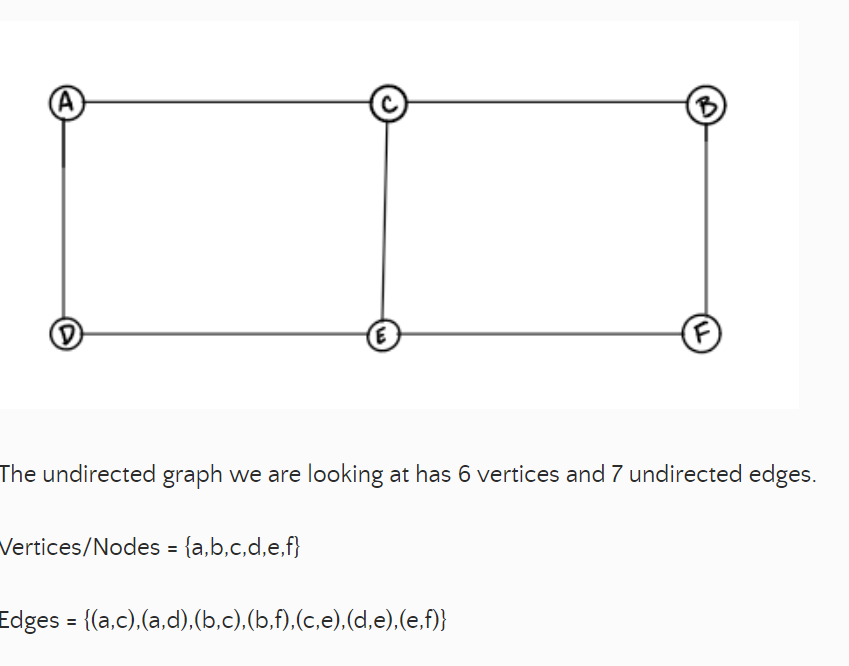 A C B
D E F
The undirected graph we are looking at has 6 vertices and 7 undirected edges.
Vertices/Nodes = {a,b,c,d,e,f}
Edges = {(a,c),(a,d),(b,c),(b,f),(c,e),(d,e),(e,f)}